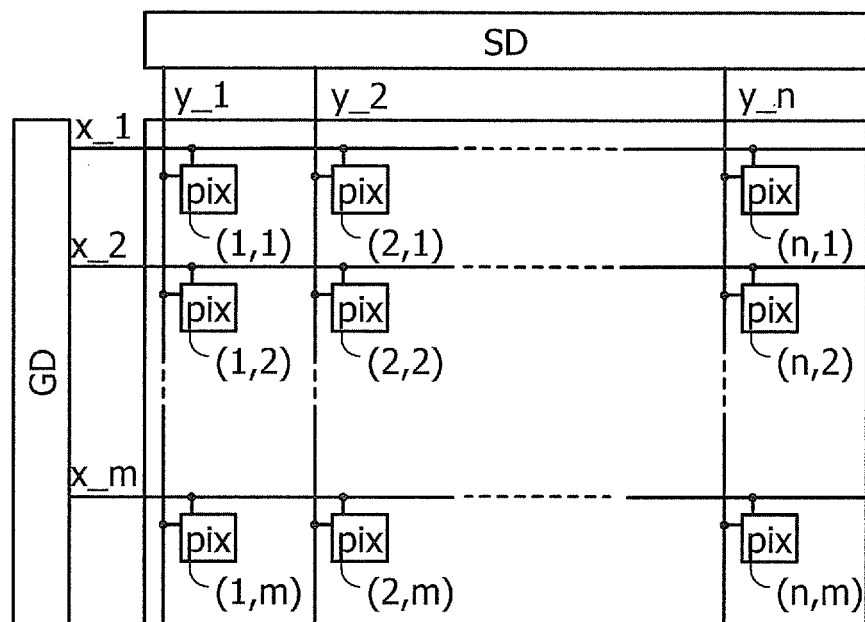 SD
y_1 y_2 y_n
x_1
pix pix pix
(1,1) (2,1) (n,1)
x_2
pix pix pix
(1,2) (2,2) (n,2)
GD
x_m
pix pix pix
(1,m) (2,m) (n,m)